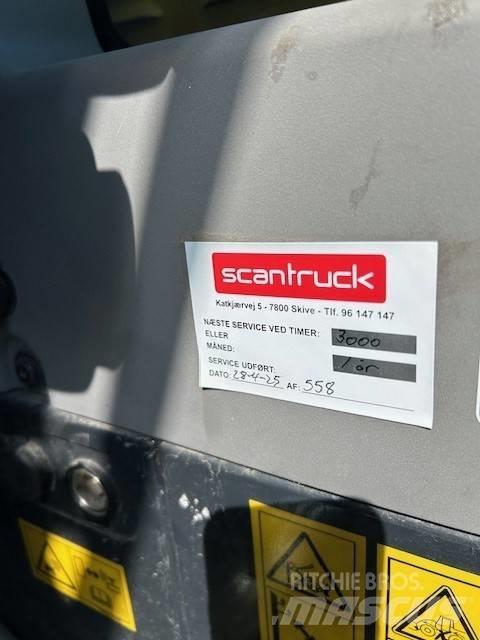 scantruck
Katkjærvej 5 - 7800 Skive - Tlf. 96 147 147
NÆSTE SERVICE VED TIMER: 3000
ELLER
MÅNED: 1 år
SERVICE UDFØRT:
DATO: 28-4-25 AF: 558
RITCHIE BROS.
MASCUS